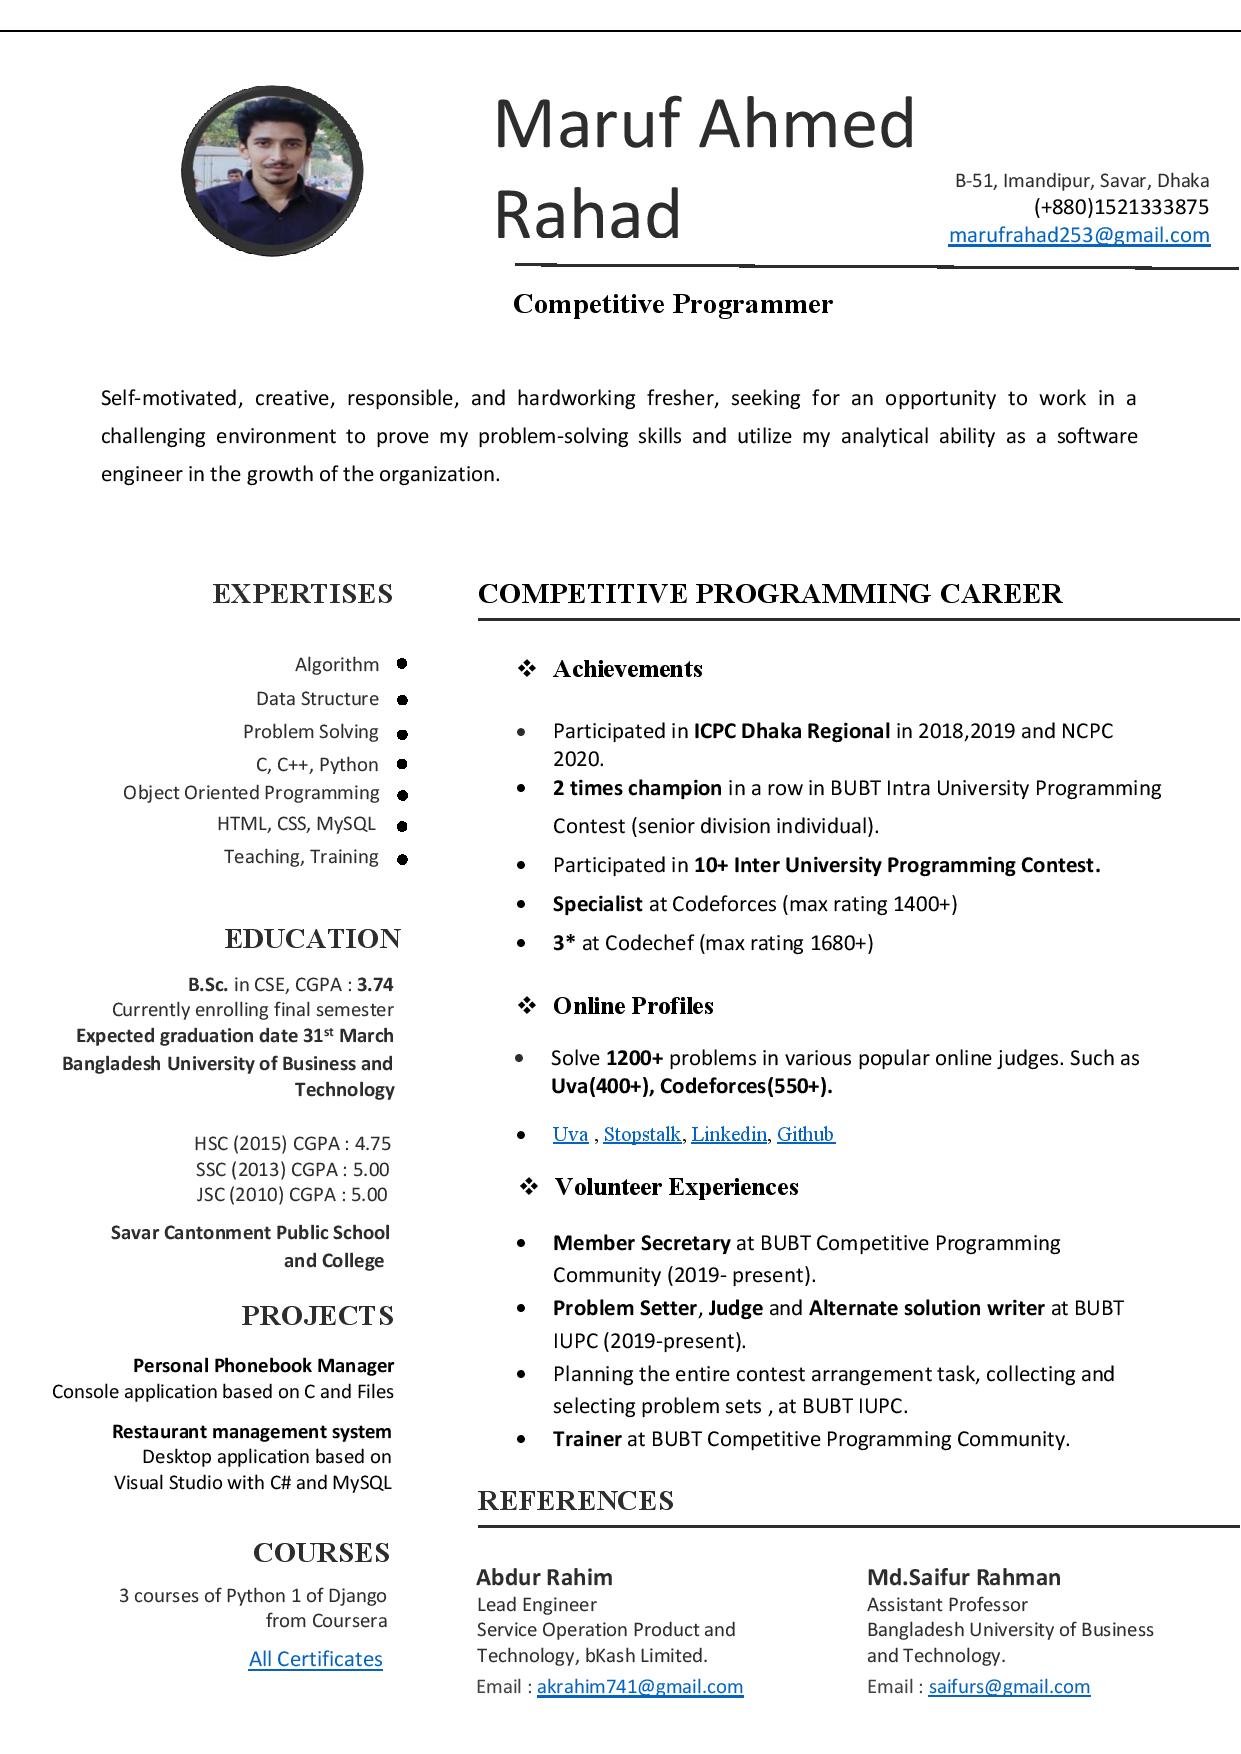 Maruf Ahmed
Rahad
B-51, Imandipur, Savar, Dhaka
(+880)1521333875
marufrahad253@gmail.com
Competitive Programmer
Self-motivated, creative, responsible, and hardworking fresher, seeking for an opportunity to work in a
challenging environment to prove my problem-solving skills and utilize my analytical ability as a software
engineer in the growth of the organization.
EXPERTISES
Algorithm ●
Data Structure ●
Problem Solving ●
C, C++, Python ●
Object Oriented Programming ●
HTML, CSS, MySQL ●
Teaching, Training ●
EDUCATION
B.Sc. in CSE, CGPA : 3.74
Currently enrolling final semester
Expected graduation date 31st March
Bangladesh University of Business and
Technology
HSC (2015) CGPA : 4.75
SSC (2013) CGPA : 5.00
JSC (2010) CGPA : 5.00
Savar Cantonment Public School
and College
PROJECTS
Personal Phonebook Manager
Console application based on C and Files
Restaurant management system
Desktop application based on
Visual Studio with C# and MySQL
COURSES
3 courses of Python 1 of Django
from Coursera
All Certificates
COMPETITIVE PROGRAMMING CAREER
❖ Achievements
• Participated in ICPC Dhaka Regional in 2018,2019 and NCPC
2020.
• 2 times champion in a row in BUBT Intra University Programming
Contest (senior division individual).
• Participated in 10+ Inter University Programming Contest.
• Specialist at Codeforces (max rating 1400+)
• 3* at Codechef (max rating 1680+)
❖ Online Profiles
• Solve 1200+ problems in various popular online judges. Such as
Uva(400+), Codeforces(550+).
• Uva , Stopstalk, Linkedin, Github
❖ Volunteer Experiences
• Member Secretary at BUBT Competitive Programming
Community (2019- present).
• Problem Setter, Judge and Alternate solution writer at BUBT
IUPC (2019-present).
• Planning the entire contest arrangement task, collecting and
selecting problem sets , at BUBT IUPC.
• Trainer at BUBT Competitive Programming Community.
REFERENCES
Abdur Rahim
Lead Engineer
Service Operation Product and
Technology, bKash Limited.
Email : akrahim741@gmail.com
Md.Saifur Rahman
Assistant Professor
Bangladesh University of Business
and Technology.
Email : saifurs@gmail.com